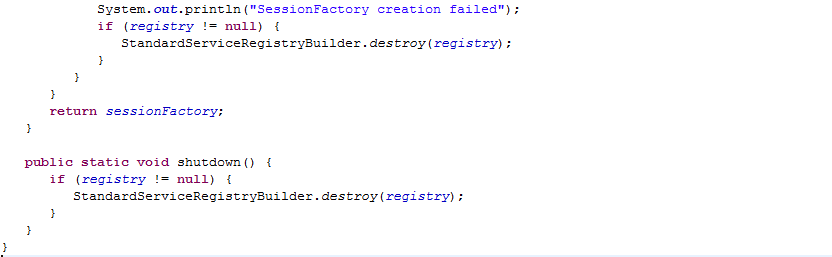 System.out.println("SessionFactory creation failed");
if (registry != null) {
StandardServiceRegistryBuilder.destroy(registry);
}
}
}
return sessionFactory;
}
public static void shutdown() {
if (registry != null) {
StandardServiceRegistryBuilder.destroy(registry);
}
}
}